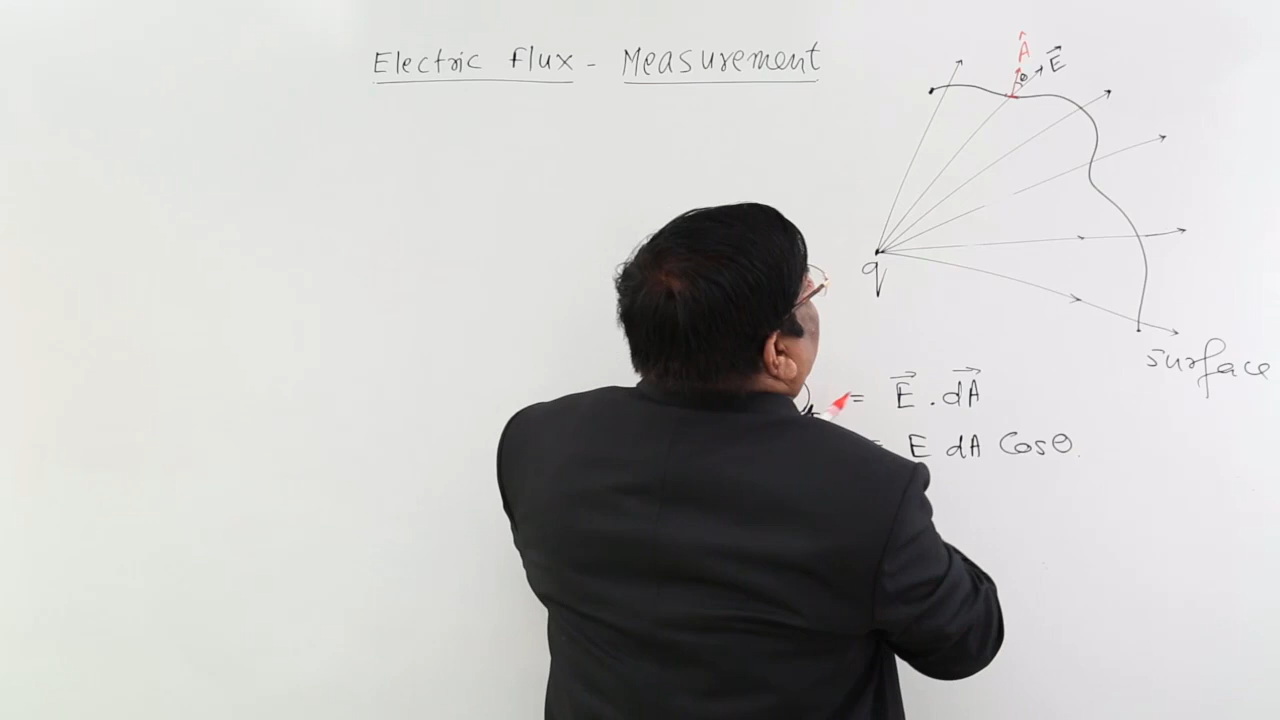 Electric flux - Measurement
Â
θ
E⃗
q
surface
= E⃗ . dA⃗
= E dA Cosθ